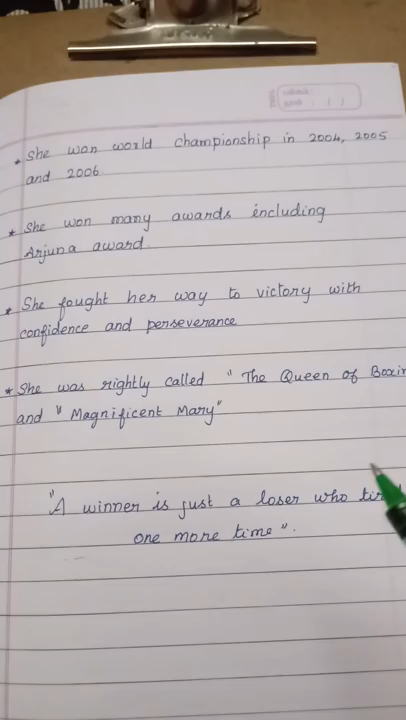 * She won world championship in 2004, 2005
and 2006
* She won many awards including
Arjuna award.
* She fought her way to victory with
confidence and perseverance
* She was rightly called " The Queen of Boxin
and " Magnificent Mary"
"A winner is just a loser who
one more time".